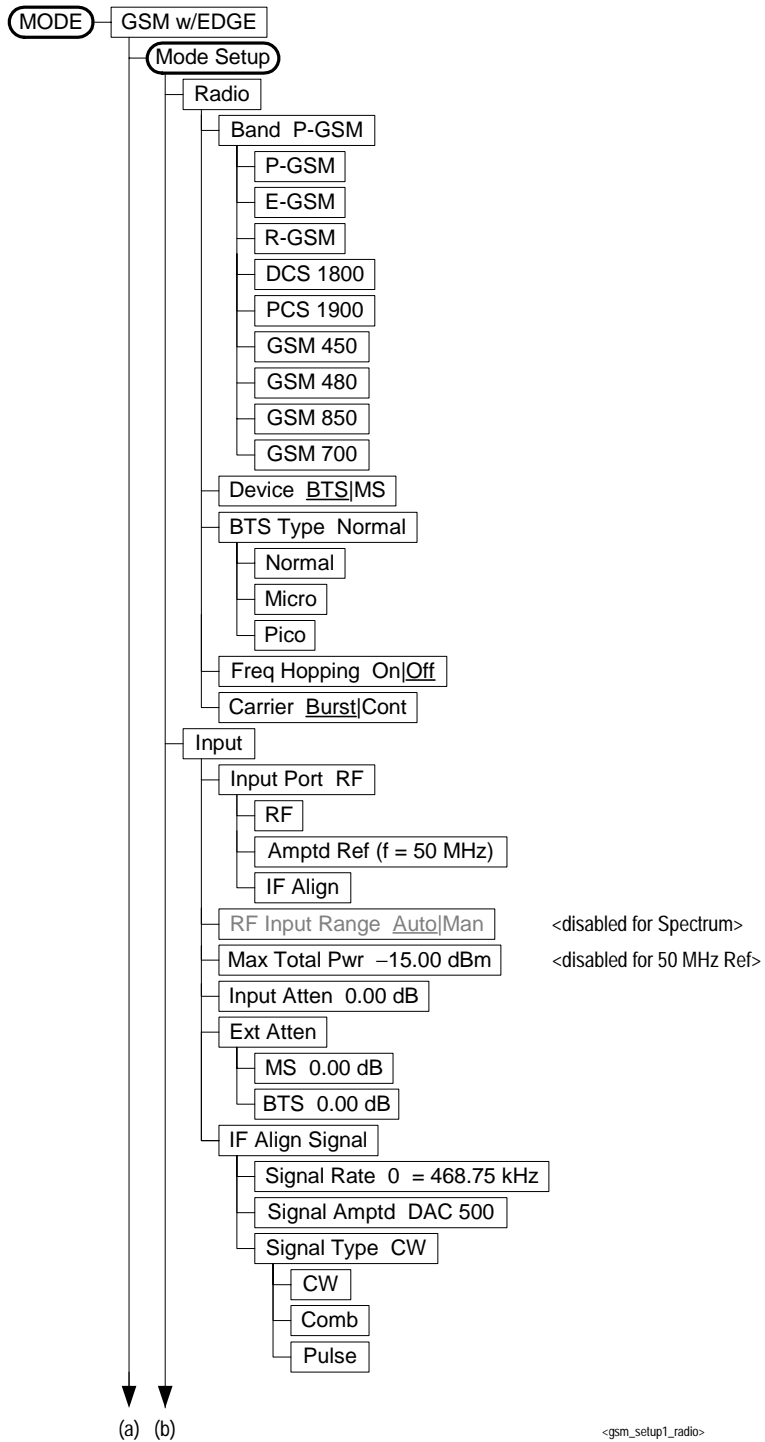 MODE GSM w/EDGE
Mode Setup
Radio
Band P-GSM
P-GSM
E-GSM
R-GSM
DCS 1800
PCS 1900
GSM 450
GSM 480
GSM 850
GSM 700
Device BTS|MS
BTS Type Normal
Normal
Micro
Pico
Freq Hopping On|Off
Carrier Burst|Cont
Input
Input Port RF
RF
Amptd Ref (f = 50 MHz)
IF Align
RF Input Range Auto|Man <disabled for Spectrum>
Max Total Pwr –15.00 dBm <disabled for 50 MHz Ref>
Input Atten 0.00 dB
Ext Atten
MS 0.00 dB
BTS 0.00 dB
IF Align Signal
Signal Rate 0 = 468.75 kHz
Signal Amptd DAC 500
Signal Type CW
CW
Comb
Pulse
(a) (b) <gsm_setup1_radio>